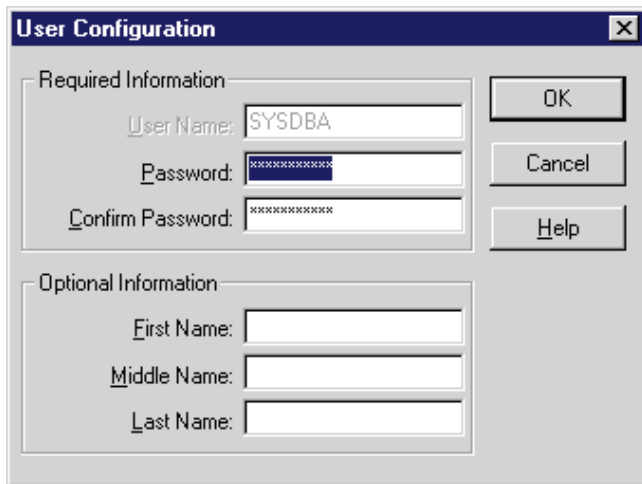 User Configuration
Required Information
User Name: SYSDBA
Password: ***********
Confirm Password: ***********
OK
Cancel
Help
Optional Information
First Name:
Middle Name:
Last Name: